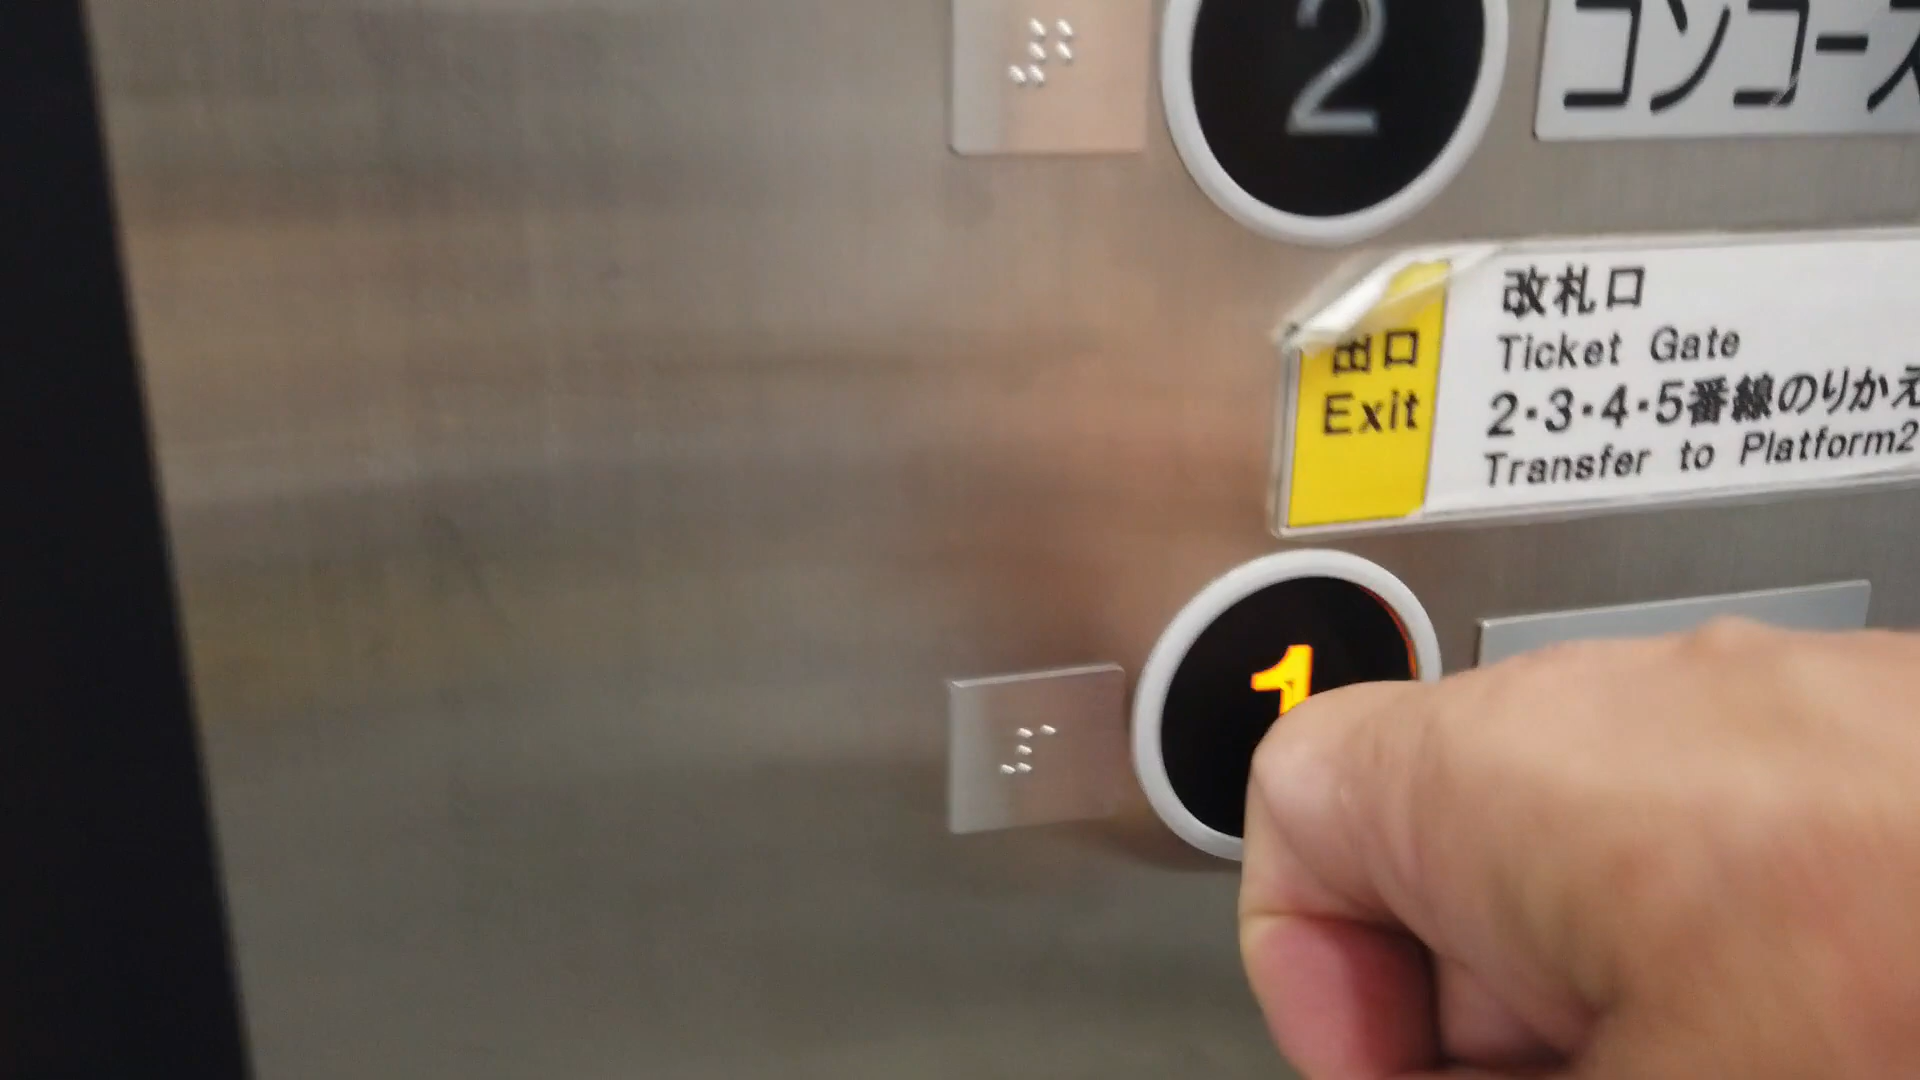 2
コンコース
改札口
出口
Exit
Ticket Gate
2・3・4・5番線のりかえ
Transfer to Platform2
1